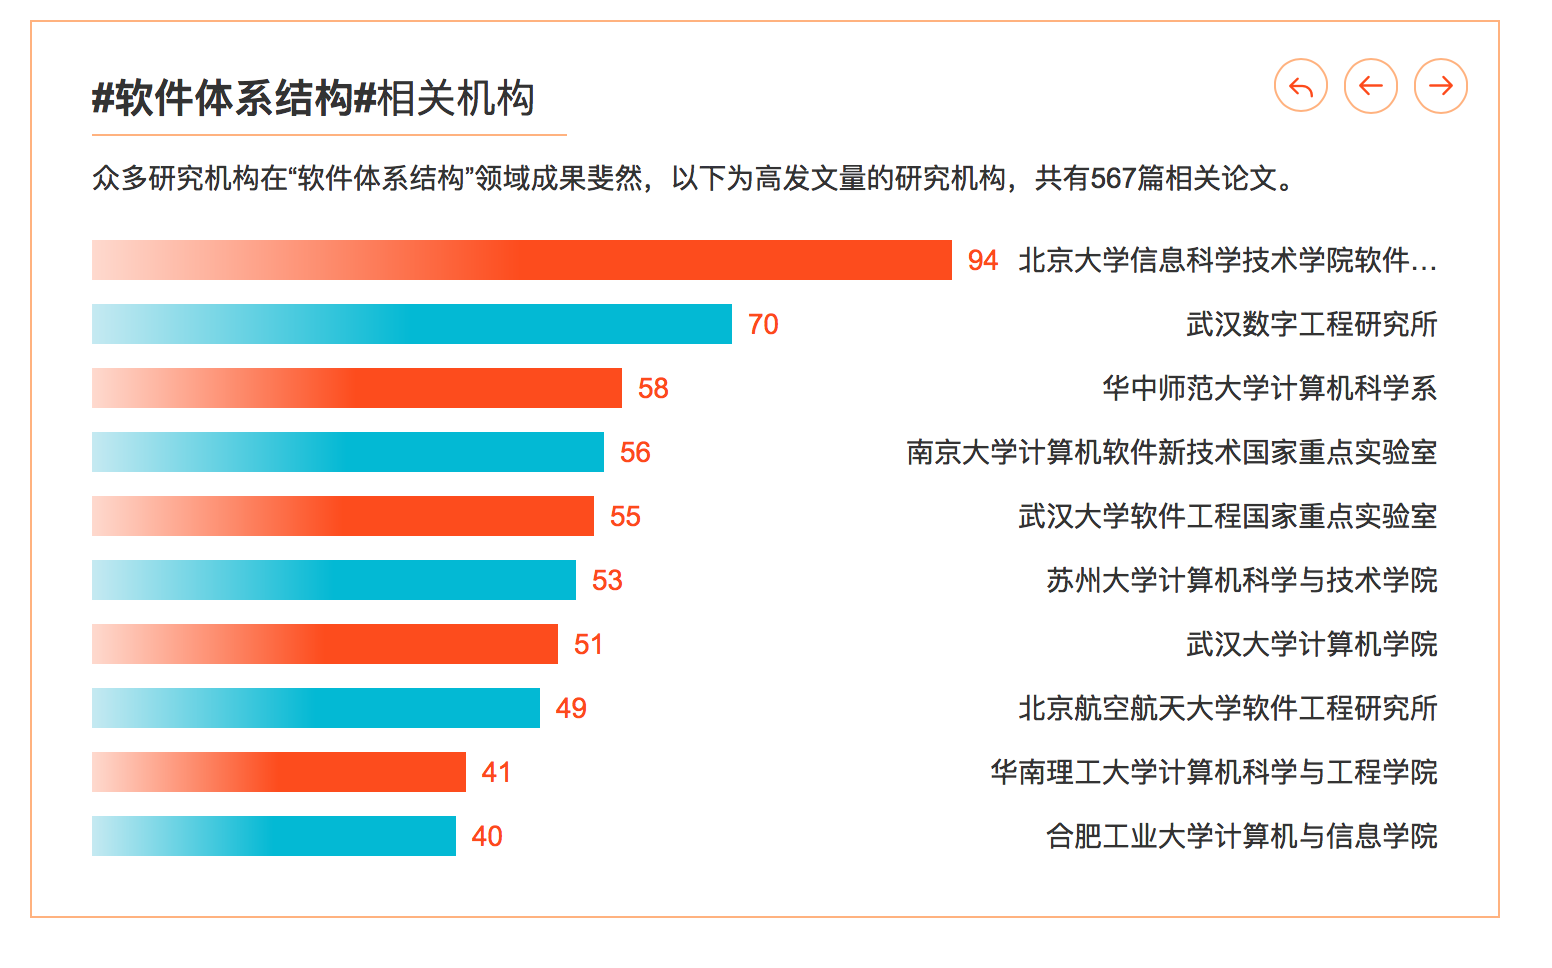 #软件体系结构#相关机构
众多研究机构在“软件体系结构”领域成果斐然，以下为高发文量的研究机构，共有567篇相关论文。
94 北京大学信息科学技术学院软件...
70 武汉数字工程研究所
58 华中师范大学计算机科学系
56 南京大学计算机软件新技术国家重点实验室
55 武汉大学软件工程国家重点实验室
53 苏州大学计算机科学与技术学院
51 武汉大学计算机学院
49 北京航空航天大学软件工程研究所
41 华南理工大学计算机科学与工程学院
40 合肥工业大学计算机与信息学院